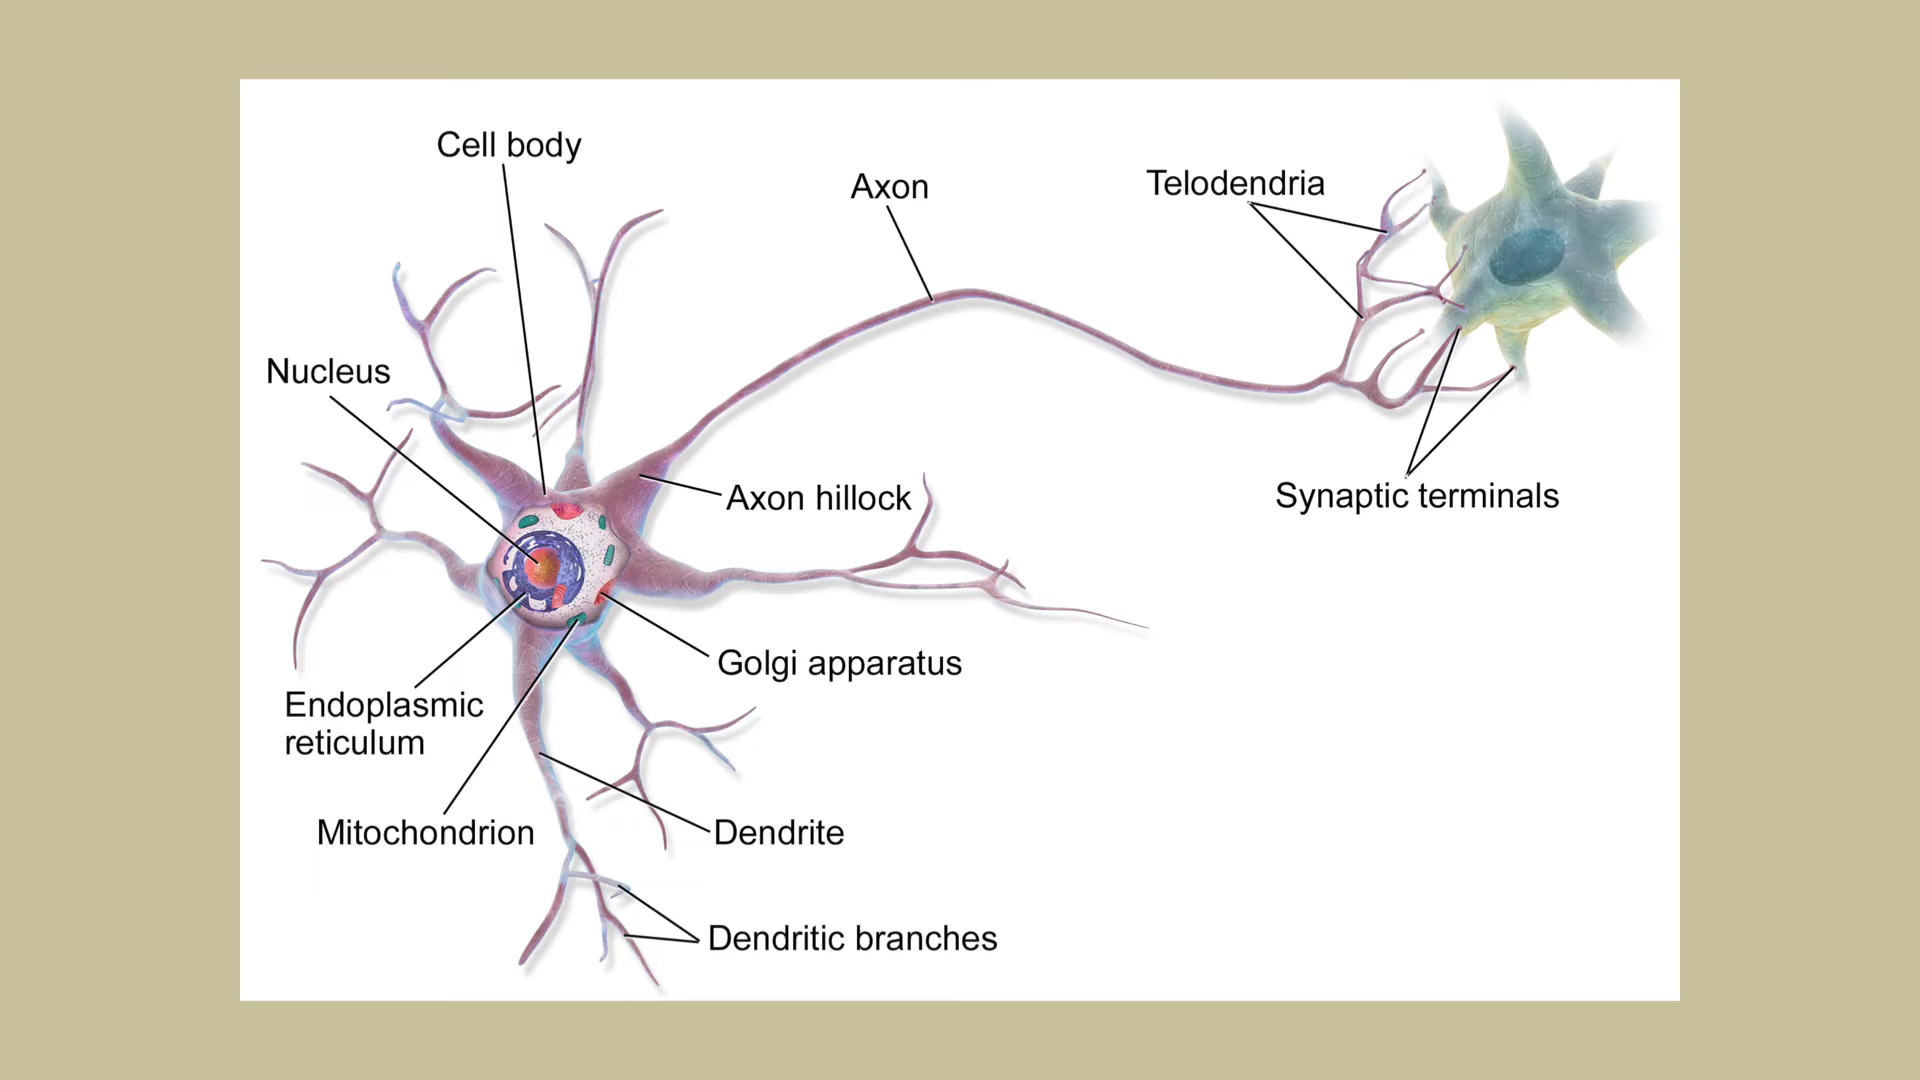 Cell body
Axon
Telodendria
Nucleus
Axon hillock
Synaptic terminals
Golgi apparatus
Endoplasmic
reticulum
Mitochondrion
Dendrite
Dendritic branches